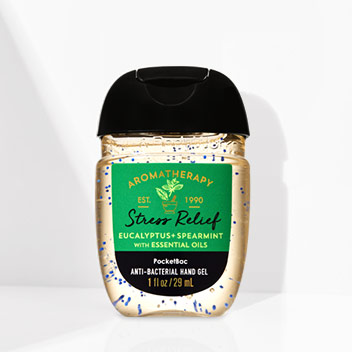 AROMATHERAPY
EST. 1990
Stress Relief
EUCALYPTUS + SPEARMINT
WITH ESSENTIAL OILS
PocketBac
ANTI-BACTERIAL HAND GEL
1 fl oz / 29 mL